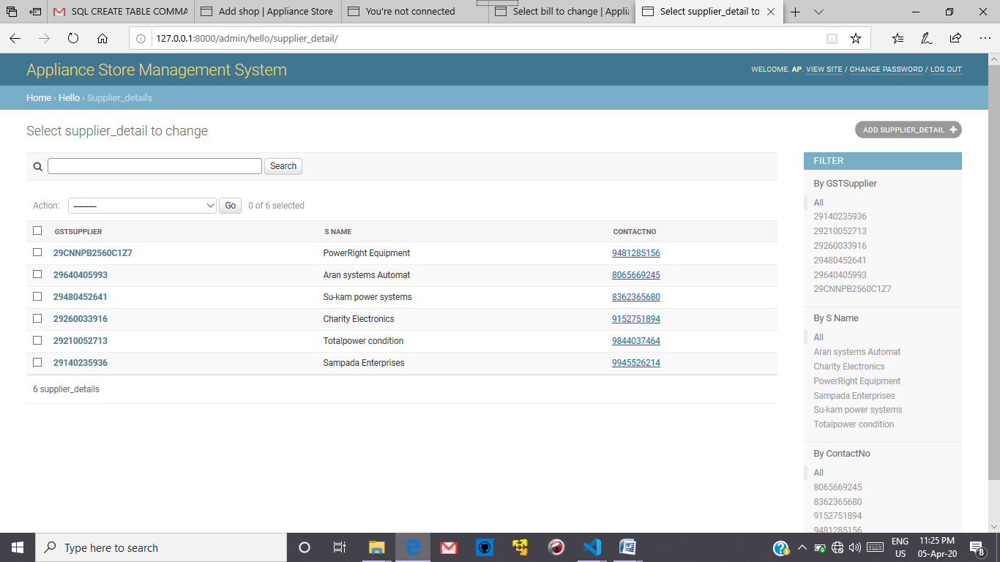 SQL CREATE TABLE COMMA
Add shop | Appliance Store
You're not connected
Select bill to change | Appli
Select supplier_detail to
127.0.0.1:8000/admin/hello/supplier_detail/
Appliance Store Management System
WELCOME, AP. VIEW SITE / CHANGE PASSWORD / LOG OUT
Home › Hello › Supplier_details
Select supplier_detail to change
ADD SUPPLIER_DETAIL +
Search
Action: --------- Go 0 of 6 selected
GSTSUPPLIER S NAME CONTACTNO
29CNNPB2560C1Z7 PowerRight Equipment 9481285156
29640405993 Aran systems Automat 8065669245
29480452641 Su-kam power systems 8362365680
29260033916 Charity Electronics 9152751894
29210052713 Totalpower condition 9844037464
29140235936 Sampada Enterprises 9945526214
6 supplier_details
FILTER
By GSTSupplier
All
29140235936
29210052713
29260033916
29480452641
29640405993
29CNNPB2560C1Z7
By S Name
All
Aran systems Automat
Charity Electronics
PowerRight Equipment
Sampada Enterprises
Su-kam power systems
Totalpower condition
By ContactNo
All
8065669245
8362365680
9152751894
9481285156
Type here to search
ENG
US
11:25 PM
05-Apr-20
8